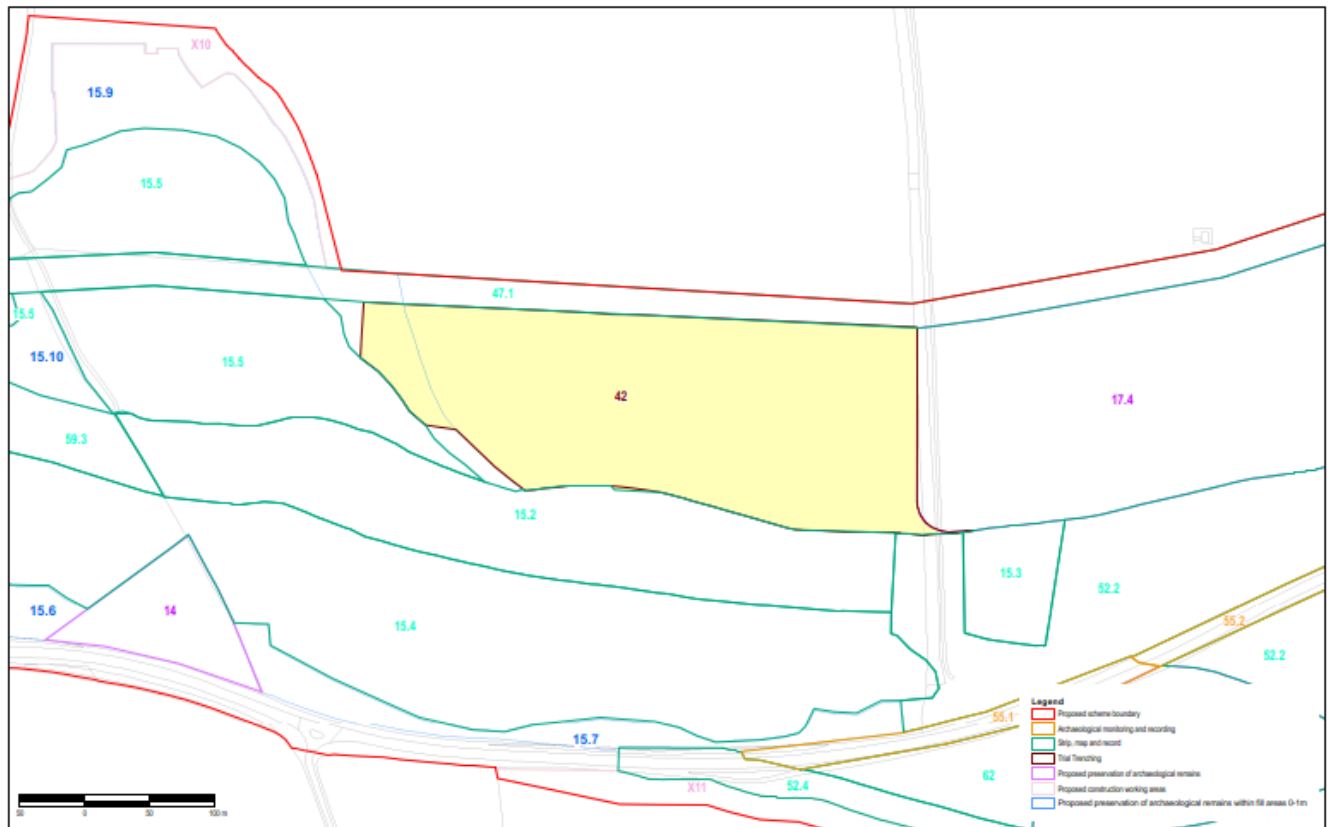 X10
15.9
15.5
47.1
15.5
15.10
15.5
42
17.4
59.3
15.2
15.3
52.2
15.6
14
15.4
55.2
52.2
55.1
15.7
62
X11
52.4
Legend
Proposed scheme boundary
Archaeological monitoring and recording
Strip, map and record
Trial Trenching
Proposed preservation of archaeological remains
Proposed construction working areas
Proposed preservation of archaeological remains within fill areas 0-1m
50 0 50 100 m